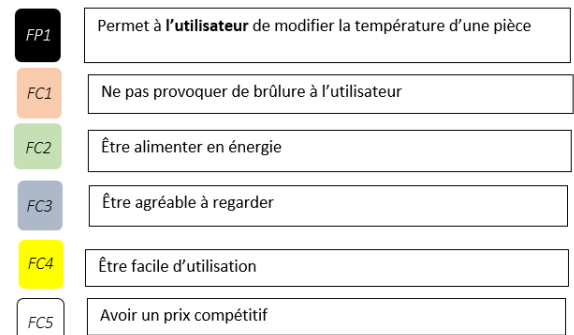 FP1 Permet à l’utilisateur de modifier la température d’une pièce
FC1 Ne pas provoquer de brûlure à l’utilisateur
FC2 Être alimenter en énergie
FC3 Être agréable à regarder
FC4 Être facile d’utilisation
FC5 Avoir un prix compétitif